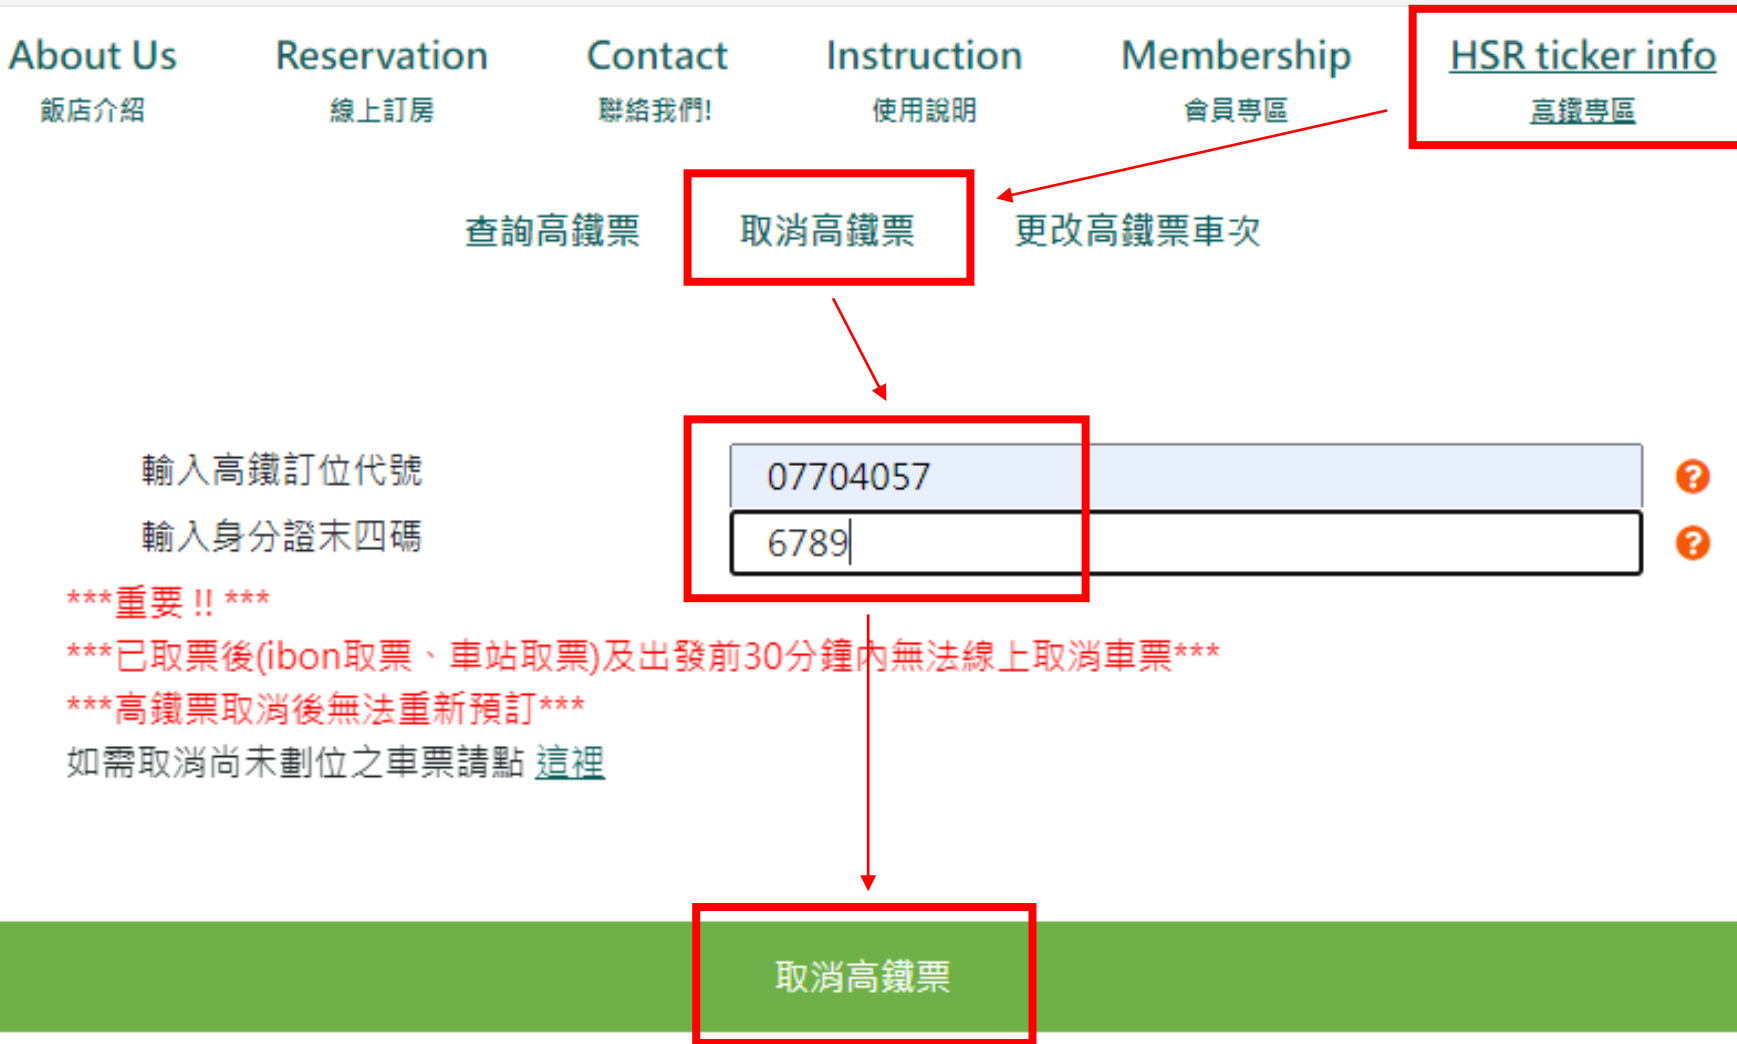 About Us Reservation Contact Instruction Membership HSR ticker info
飯店介紹 線上訂房 聯絡我們! 使用說明 會員專區 高鐵專區
查詢高鐵票 取消高鐵票 更改高鐵票車次
輸入高鐵訂位代號 07704057
輸入身分證末四碼 6789
***重要 !! ***
***已取票後(ibon取票、車站取票)及出發前30分鐘內無法線上取消車票***
***高鐵票取消後無法重新預訂***
如需取消尚未劃位之車票請點 這裡
取消高鐵票